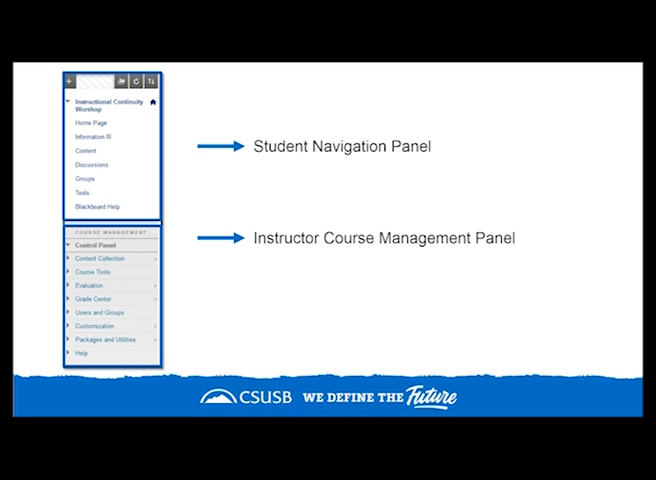 Instructional Continuity
Worshop
Home Page
Information
Content
Discussions
Groups
Tools
Blackboard Help
Student Navigation Panel
COURSE MANAGEMENT
Control Panel
Content Collection
Course Tools
Evaluation
Grade Center
Users and Groups
Customization
Packages and Utilities
Help
Instructor Course Management Panel
CSUSB WE DEFINE THE Future